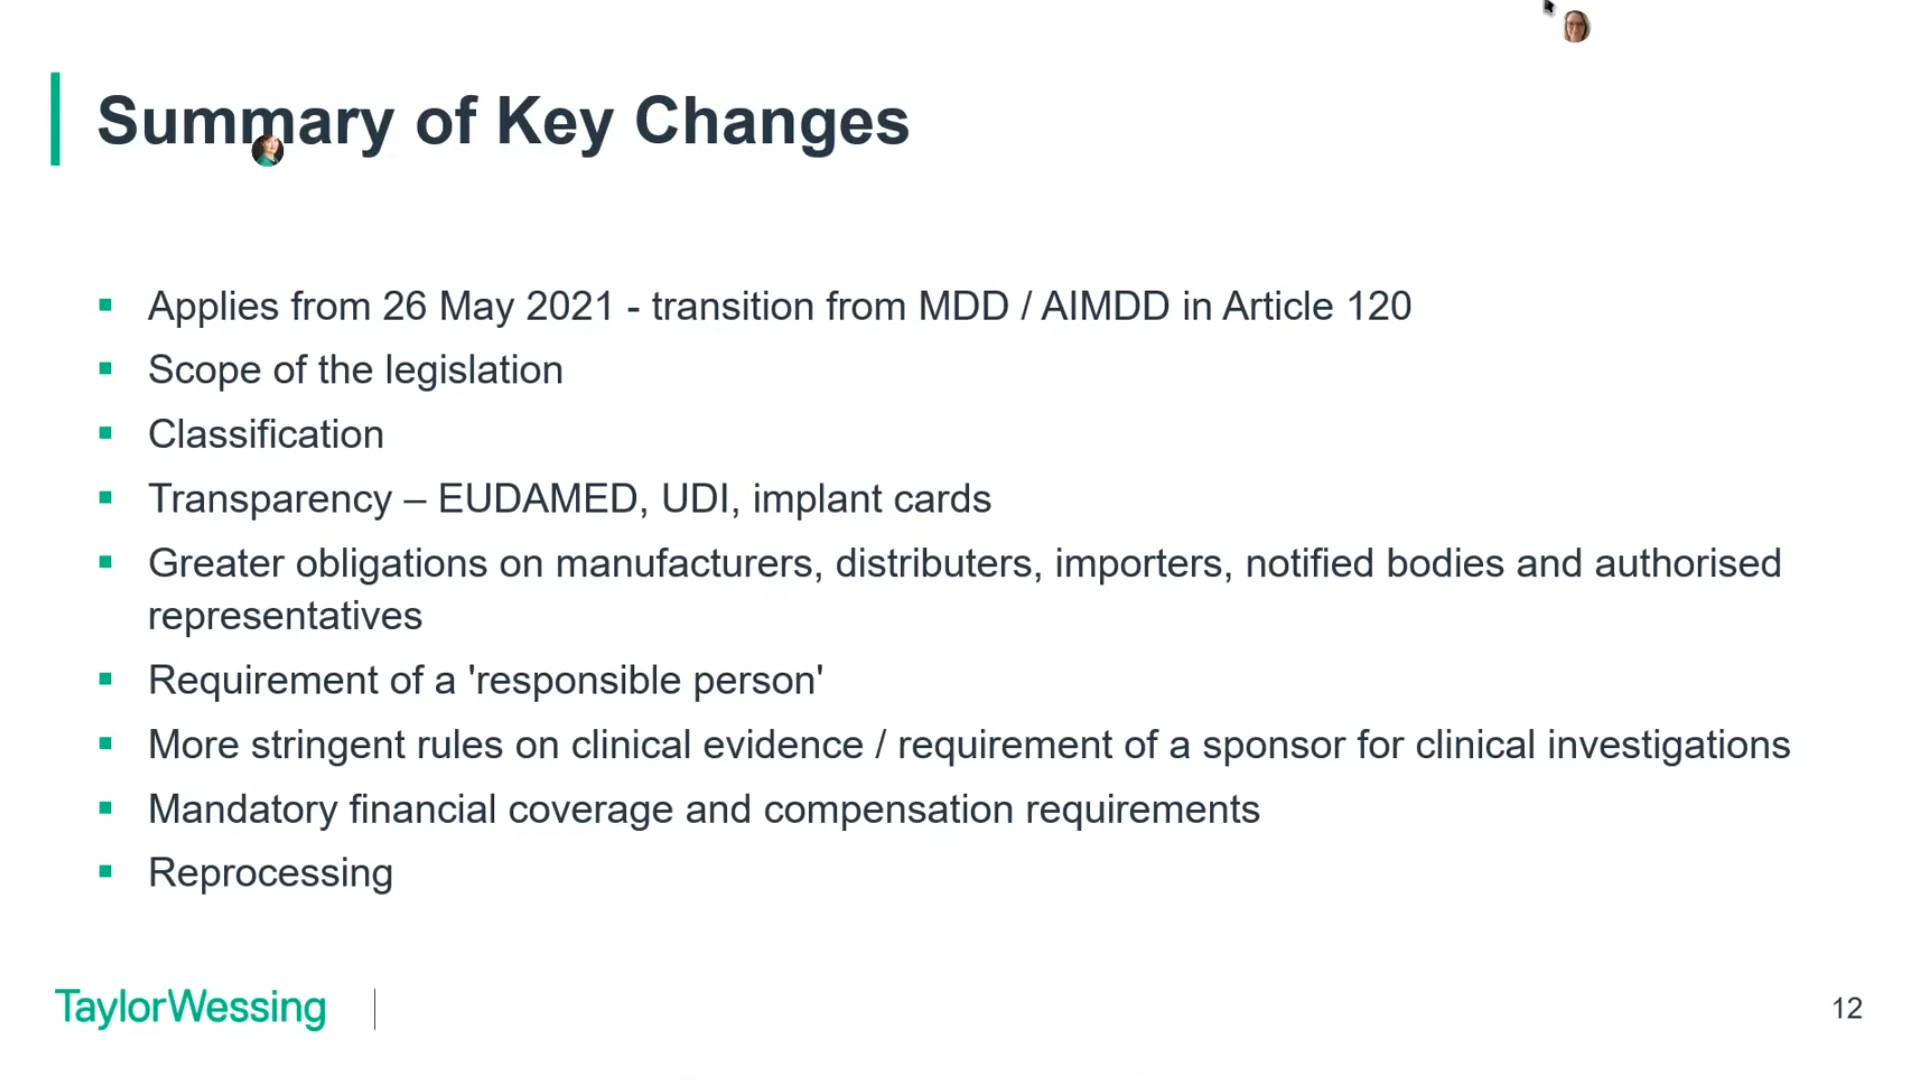 Summary of Key Changes
▪ Applies from 26 May 2021 - transition from MDD / AIMDD in Article 120
▪ Scope of the legislation
▪ Classification
▪ Transparency – EUDAMED, UDI, implant cards
▪ Greater obligations on manufacturers, distributers, importers, notified bodies and authorised
representatives
▪ Requirement of a 'responsible person'
▪ More stringent rules on clinical evidence / requirement of a sponsor for clinical investigations
▪ Mandatory financial coverage and compensation requirements
▪ Reprocessing
TaylorWessing
12